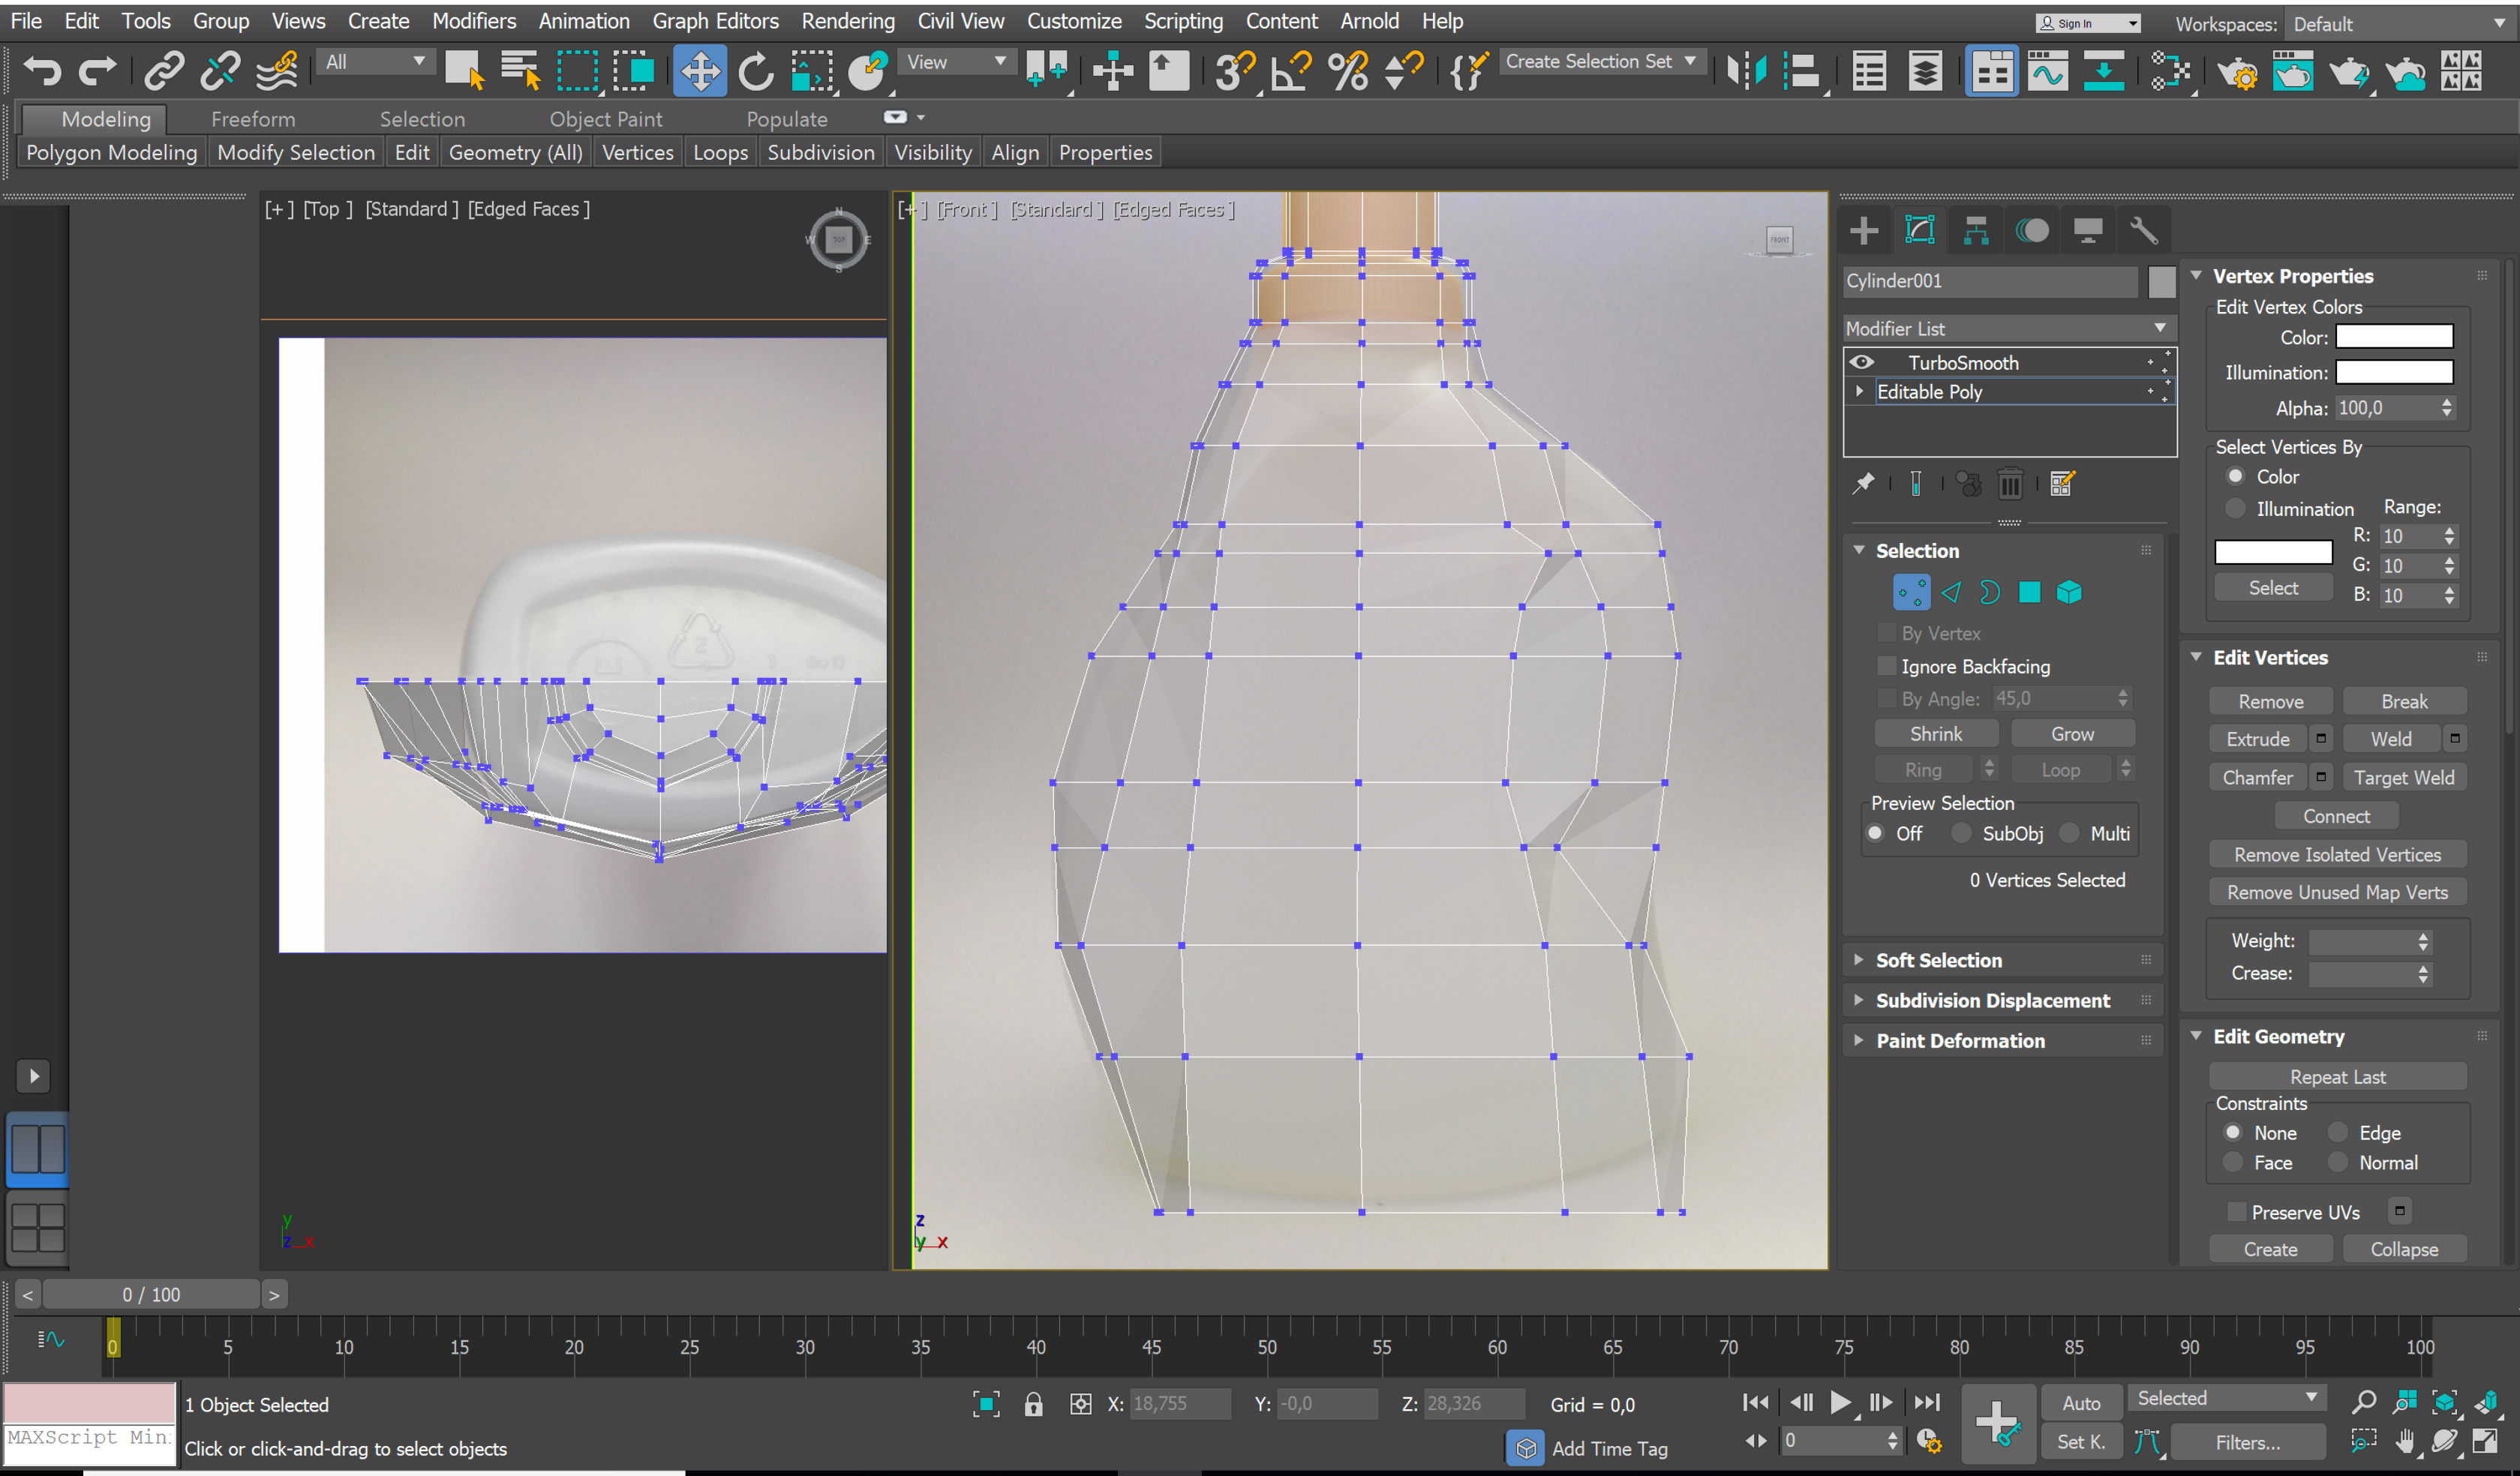 File Edit Tools Group Views Create Modifiers Animation Graph Editors Rendering Civil View Customize Scripting Content Arnold Help
Sign In Workspaces: Default
All View Create Selection Set
Modeling Freeform Selection Object Paint Populate
Polygon Modeling Modify Selection Edit Geometry (All) Vertices Loops Subdivision Visibility Align Properties
[+] [Top] [Standard] [Edged Faces]
N
W TOP E
S
[+] [Front] [Standard] [Edged Faces]
FRONT
y
z x
z
y x
Cylinder001
Modifier List
TurboSmooth
Editable Poly
Selection
By Vertex
Ignore Backfacing
By Angle: 45,0
Shrink Grow
Ring Loop
Preview Selection
Off SubObj Multi
0 Vertices Selected
Soft Selection
Subdivision Displacement
Paint Deformation
Vertex Properties
Edit Vertex Colors
Color:
Illumination:
Alpha: 100,0
Select Vertices By
Color
Illumination Range:
R: 10
G: 10
Select B: 10
Edit Vertices
Remove Break
Extrude Weld
Chamfer Target Weld
Connect
Remove Isolated Vertices
Remove Unused Map Verts
Weight:
Crease:
Edit Geometry
Repeat Last
Constraints
None Edge
Face Normal
Preserve UVs
Create Collapse
< 0 / 100 >
0 5 10 15 20 25 30 35 40 45 50 55 60 65 70 75 80 85 90 95 100
1 Object Selected X: 18,755 Y: -0,0 Z: 28,326 Grid = 0,0 Auto Selected
MAXScript Min
Click or click-and-drag to select objects Add Time Tag 0 Set K. Filters...